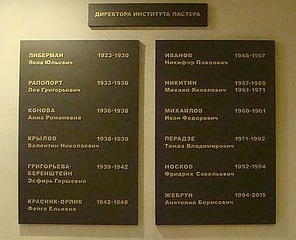 ДИРЕКТОРА ИНСТИТУТА ПАСТЕРА
ЛИБЕРМАН 1923-1930
Яков Юльевич
РАПОПОРТ 1933-1936
Лев Григорьевич
КОНОВА 1936-1938
Анна Романовна
КРЫЛОВ 1938-1939
Валентин Николаевич
ГРИГОРЬЕВА- 1939-1942
БЕРЕНШТЕЙН
Эсфирь Гершевна
КРАСНИК-ОРЛИК 1942-1948
Фейга Ельевна
ИВАНОВ 1948-1957
Никифор Павлович
НИКИТИН 1957-1960
Михаил Яковлевич 1961-1971
МИХАЙЛОВ 1960-1961
Иван Федорович
ПЕРАДЗЕ 1971-1992
Тамаз Владимирович
НОСКОВ 1992-1994
Фридрих Савельевич
ЖЕБРУН 1994-2015
Анатолий Борисович